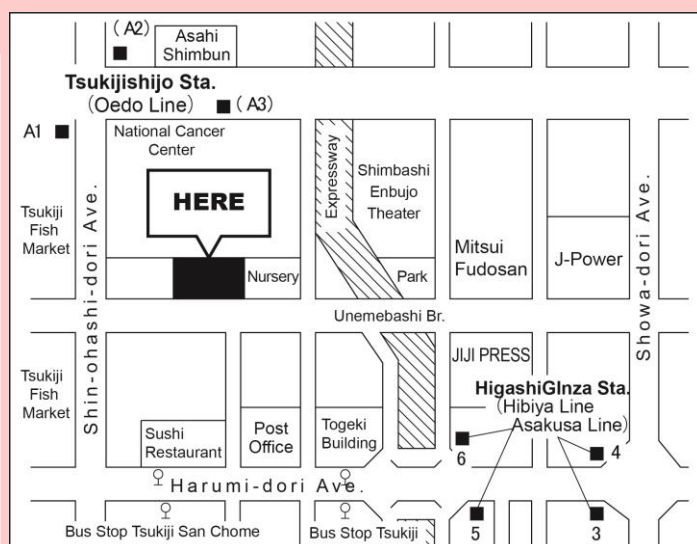 (A2)
Asahi
Shimbun
Tsukijishijo Sta.
(Oedo Line)
(A3)
A1
National Cancer
Center
HERE
Nursery
Expressway
Shimbashi
Enbujo
Theater
Park
Mitsui
Fudosan
J-Power
Tsukiji
Fish
Market
Shin-ohashi-dori Ave.
Showa-dori Ave.
Unemebashi Br.
JIJI PRESS
HigashiGInza Sta.
(Hibiya Line
Asakusa Line)
Tsukiji
Fish
Market
Sushi
Restaurant
Post
Office
Togeki
Building
6
4
Harumi-dori Ave.
Bus Stop Tsukiji San Chome
Bus Stop Tsukiji
5
3